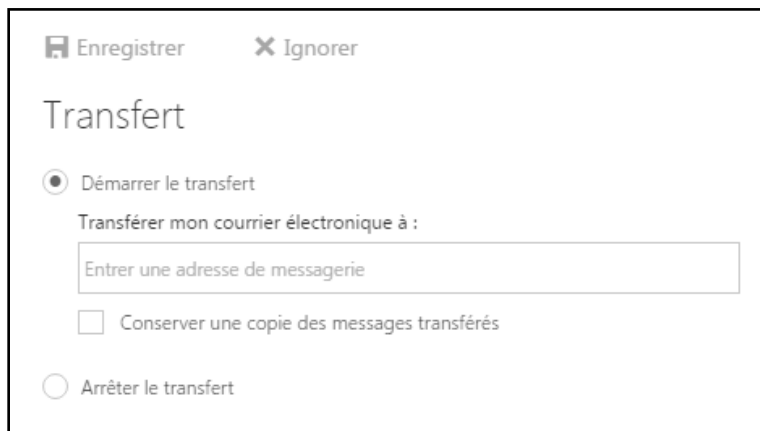 Enregistrer Ignorer
Transfert
Démarrer le transfert
Transférer mon courrier électronique à :
Entrer une adresse de messagerie
Conserver une copie des messages transférés
Arrêter le transfert